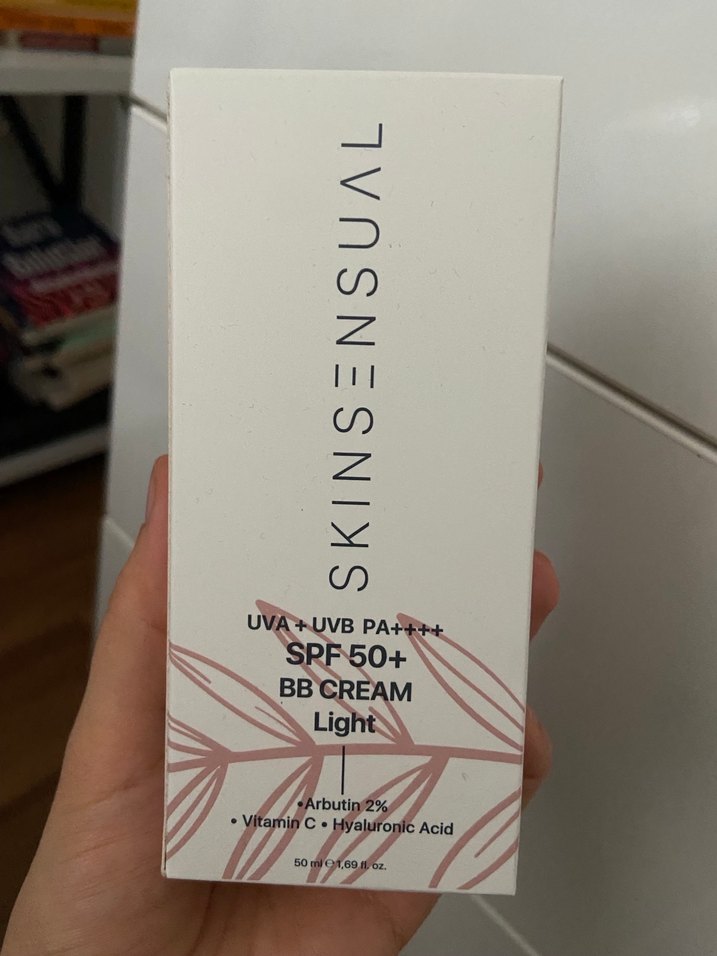 SKINSENSUAL
UVA + UVB PA++++
SPF 50+
BB CREAM
Light
•Arbutin 2%
• Vitamin C • Hyaluronic Acid
50 ml ℮ 1,69 fl. oz.